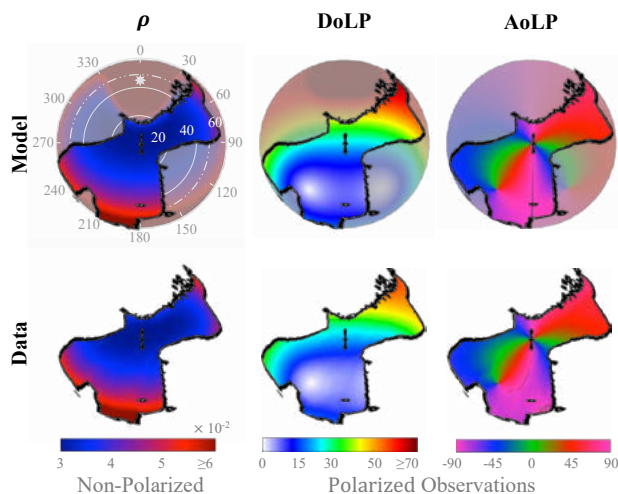 ρ DoLP AoLP
0
330 30
300 60
270 20 40 60 90
240 120
210 150
180
Model
Data
× 10⁻²
3 4 5 ≥6
0 15 30 45 ≥70
-90 -45 0 45 90
Non-Polarized Polarized Observations